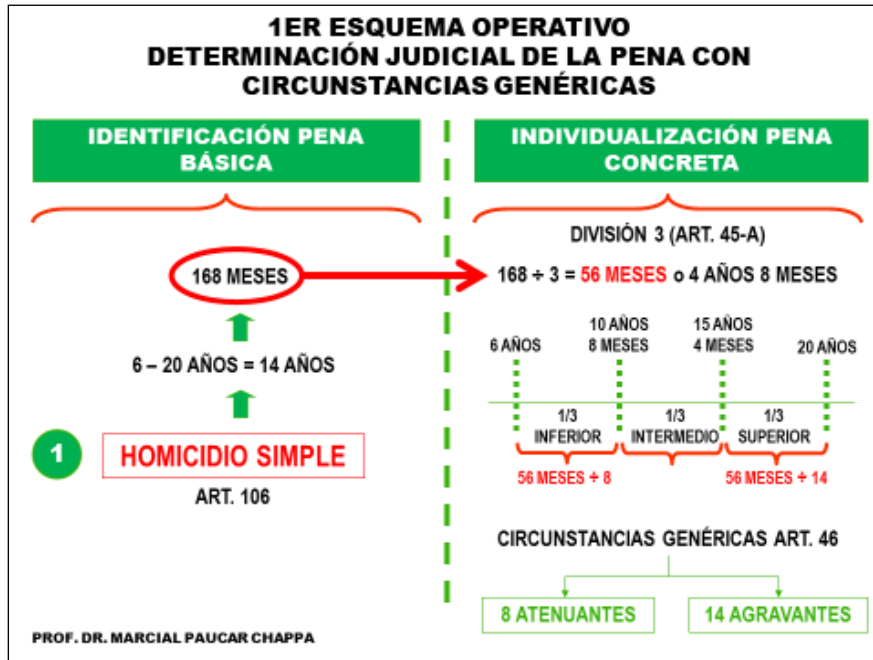 1ER ESQUEMA OPERATIVO
DETERMINACIÓN JUDICIAL DE LA PENA CON
CIRCUNSTANCIAS GENÉRICAS
IDENTIFICACIÓN PENA
BÁSICA
168 MESES
6 – 20 AÑOS = 14 AÑOS
1
HOMICIDIO SIMPLE
ART. 106
INDIVIDUALIZACIÓN PENA
CONCRETA
DIVISIÓN 3 (ART. 45-A)
168 ÷ 3 = 56 MESES o 4 AÑOS 8 MESES
6 AÑOS
10 AÑOS
8 MESES
15 AÑOS
4 MESES
20 AÑOS
1/3
INFERIOR
1/3
INTERMEDIO
1/3
SUPERIOR
56 MESES ÷ 8
56 MESES ÷ 14
CIRCUNSTANCIAS GENÉRICAS ART. 46
8 ATENUANTES
14 AGRAVANTES
PROF. DR. MARCIAL PAUCAR CHAPPA